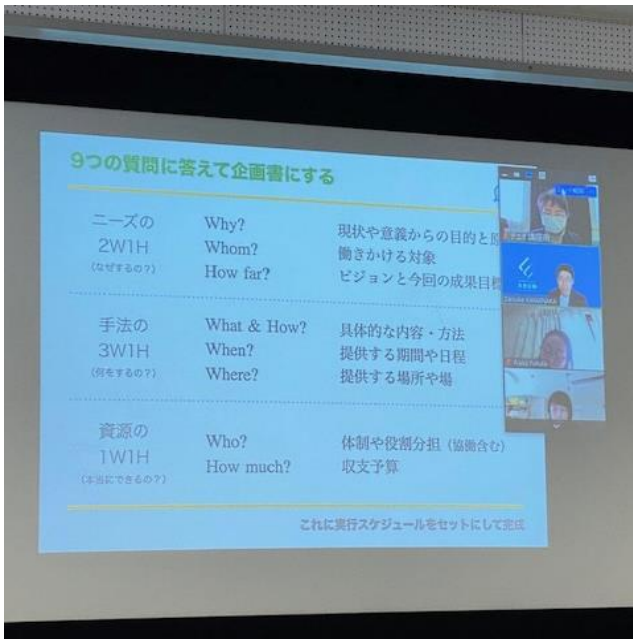 9つの質問に答えて企画書にする
ニーズの
2W1H
(なぜするの?)
Why?
現状や意義からの目的と
Whom?
働きかける対象
How far?
ビジョンと今回の成果目標
手法の
3W1H
(何をするの?)
What & How?
具体的な内容・方法
When?
提供する期間や日程
Where?
提供する場所や場
資源の
1W1H
(本当にできるの?)
Who?
体制や役割分担(協働含む)
How much?
収支予算
これに実行スケジュールをセットにして完成